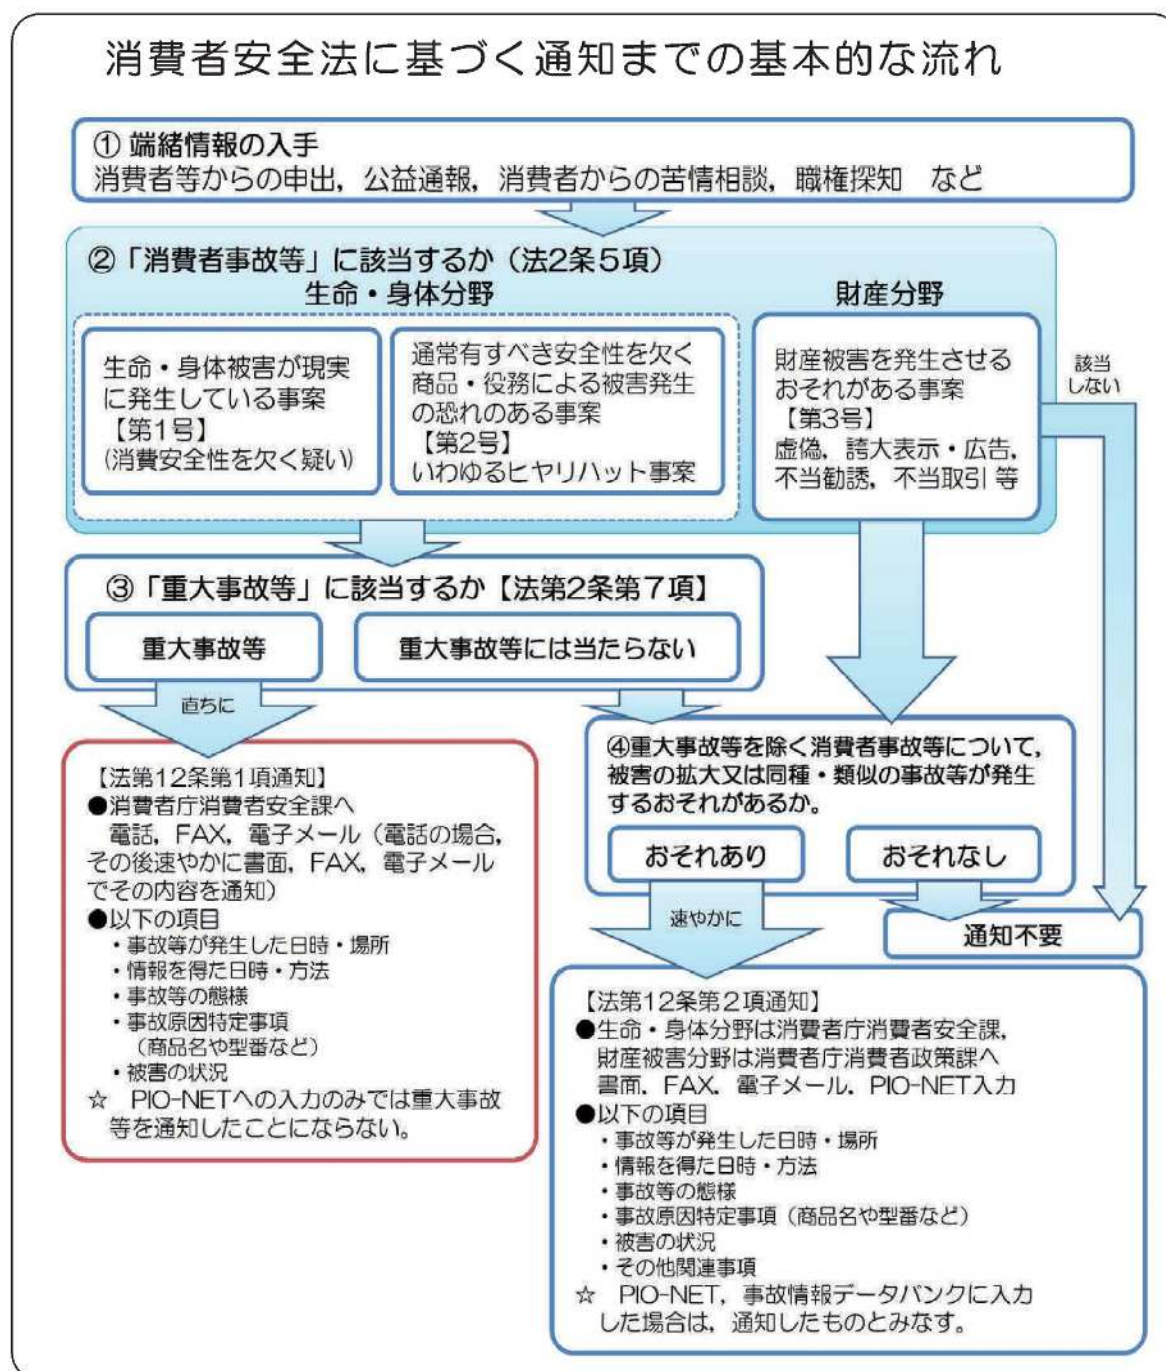 消費者安全法に基づく通知までの基本的な流れ
① 端緒情報の入手
消費者等からの申出，公益通報，消費者からの苦情相談，職権探知　など
②「消費者事故等」に該当するか（法2条５項）
生命・身体分野
財産分野
生命・身体被害が現実
に発生している事案
【第1号】
(消費安全性を欠く疑い)
通常有すべき安全性を欠く
商品・役務による被害発生
の恐れのある事案
【第2号】
いわゆるヒヤリハット事案
財産被害を発生させる
おそれがある事案
【第3号】
虚偽，誇大表示・広告，
不当勧誘，不当取引 等
該当
しない
③「重大事故等」に該当するか【法第2条第７項】
重大事故等
重大事故等には当たらない
直ちに
【法第12条第１項通知】
●消費者庁消費者安全課へ
電話，FAX，電子メール（電話の場合，
その後速やかに書面，FAX，電子メール
でその内容を通知）
●以下の項目
・事故等が発生した日時・場所
・情報を得た日時・方法
・事故等の態様
・事故原因特定事項
（商品名や型番など）
・被害の状況
☆　PIO-NETへの入力のみでは重大事故
等を通知したことにならない。
④重大事故等を除く消費者事故等について，
被害の拡大又は同種・類似の事故等が発生
するおそれがあるか。
おそれあり
おそれなし
速やかに
通知不要
【法第12条第２項通知】
●生命・身体分野は消費者庁消費者安全課，
財産被害分野は消費者庁消費者政策課へ
書面，FAX，電子メール，PIO-NET入力
●以下の項目
・事故等が発生した日時・場所
・情報を得た日時・方法
・事故等の態様
・事故原因特定事項（商品名や型番など）
・被害の状況
・その他関連事項
☆　PIO-NET，事故情報データバンクに入力
した場合は，通知したものとみなす。